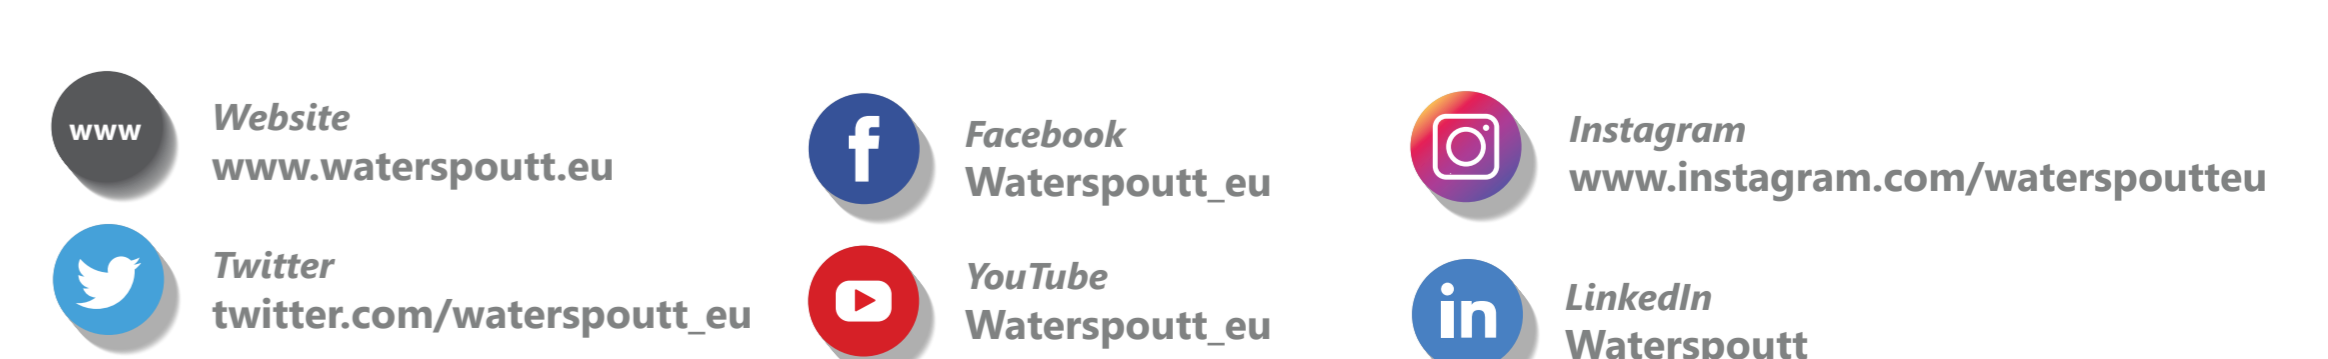 www
Website
www.waterspoutt.eu
Facebook
Waterspoutt_eu
Instagram
www.instagram.com/waterspoutteu
Twitter
twitter.com/waterspoutt_eu
YouTube
Waterspoutt_eu
in
LinkedIn
Waterspoutt